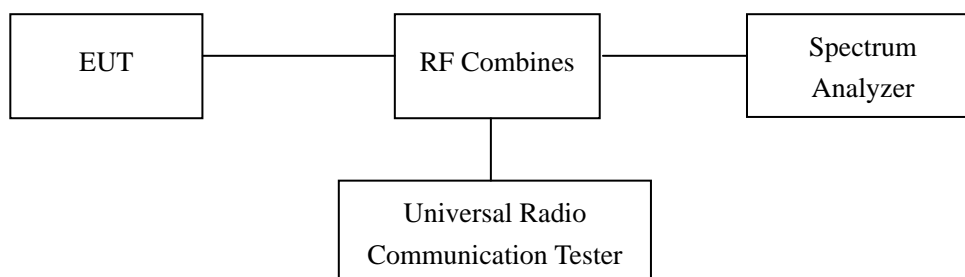 EUT
RF Combines
Spectrum
Analyzer
Universal Radio
Communication Tester